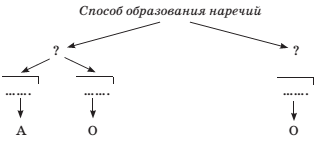 Способ образования наречий
? ?
....... ....... .......
А О О